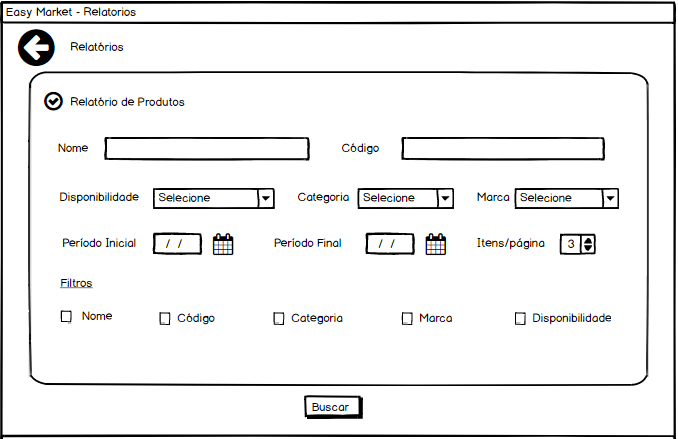 Easy Market - Relatorios
Relatórios
Relatório de Produtos
Nome Código
Disponibilidade Selecione Categoria Selecione Marca Selecione
Período Inicial / / Período Final / / Itens/página 3
Filtros
Nome Código Categoria Marca Disponibilidade
Buscar